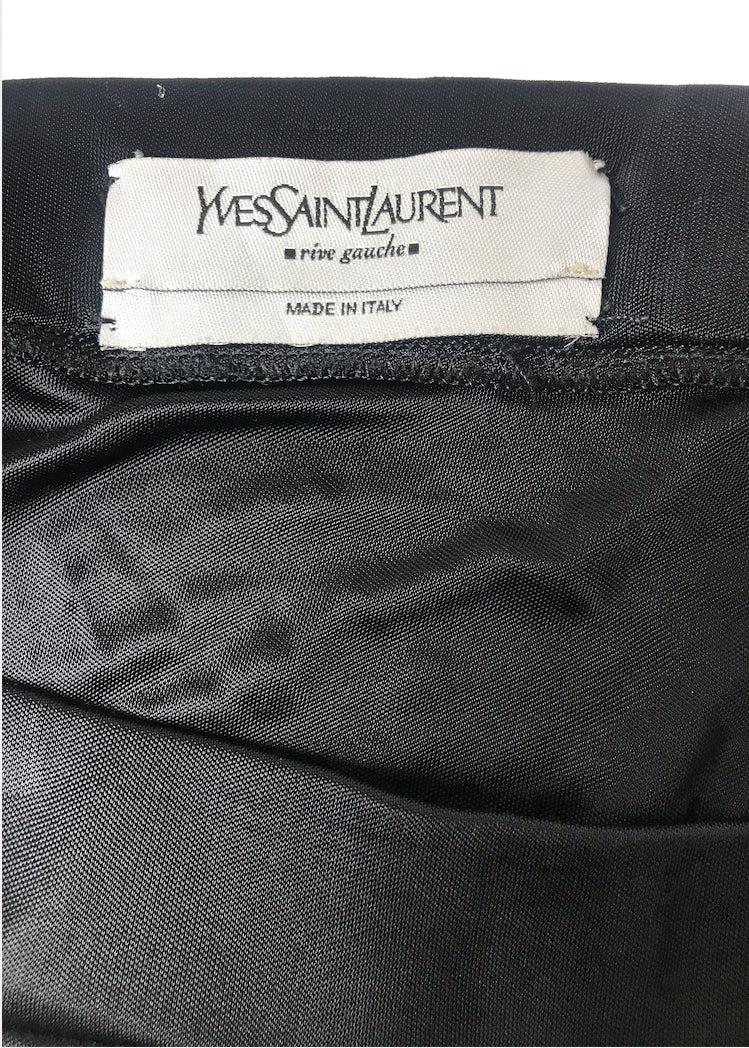 YVESSAINTLAURENT
▪rive gauche▪
MADE IN ITALY